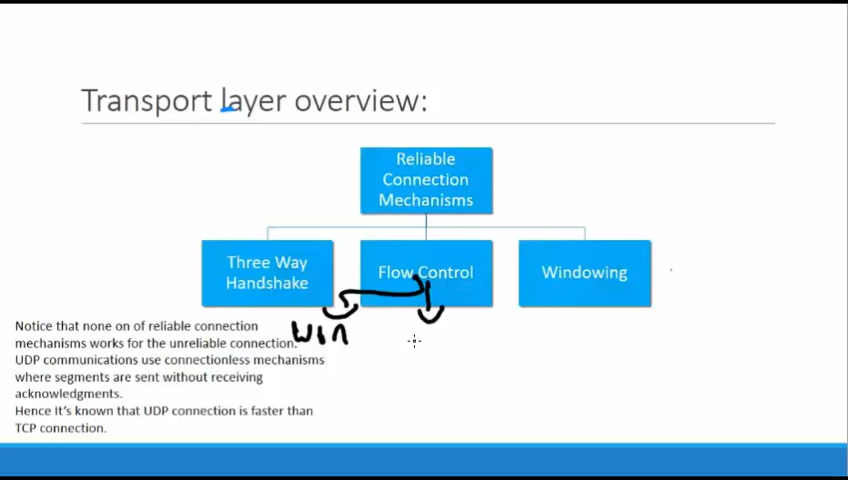 Transport layer overview:
Reliable
Connection
Mechanisms
Three Way
Handshake
Flow Control
Windowing
Notice that none on of reliable connection
mechanisms works for the unreliable connection.
UDP communications use connectionless mechanisms
where segments are sent without receiving
acknowledgments.
Hence It's known that UDP connection is faster than
TCP connection.
Win